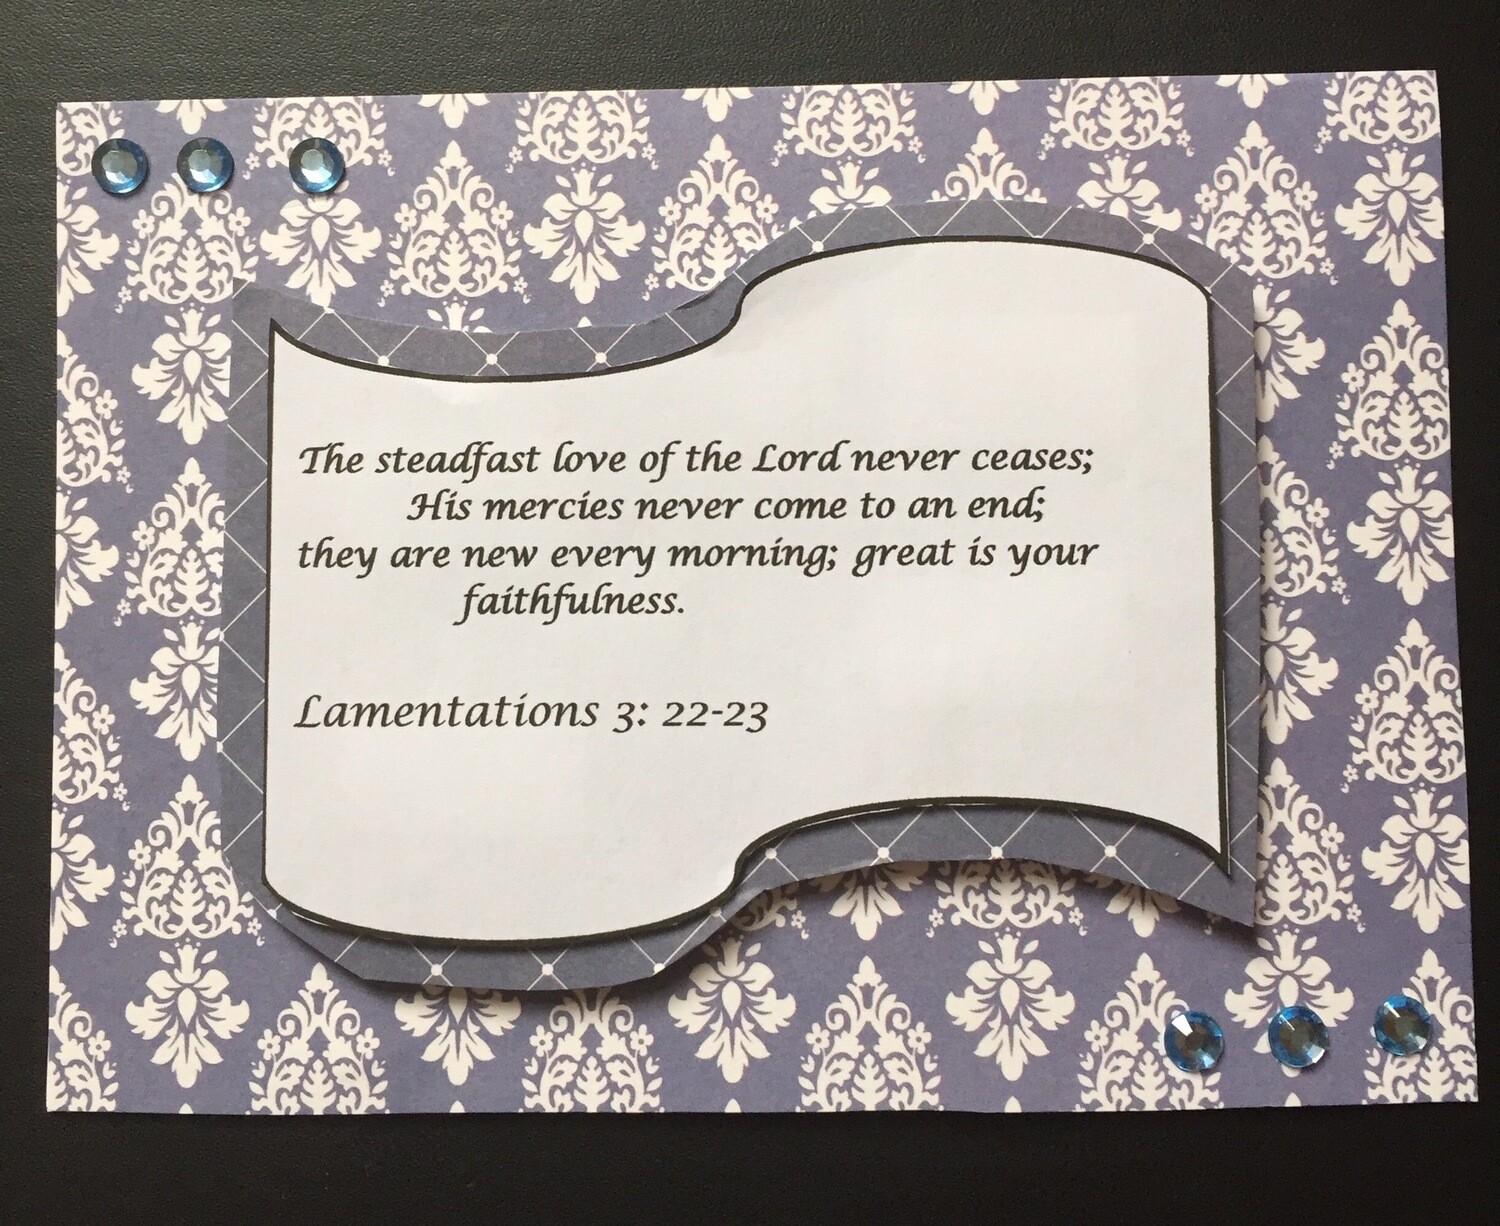 The steadfast love of the Lord never ceases;
His mercies never come to an end;
they are new every morning; great is your
faithfulness.
Lamentations 3: 22-23